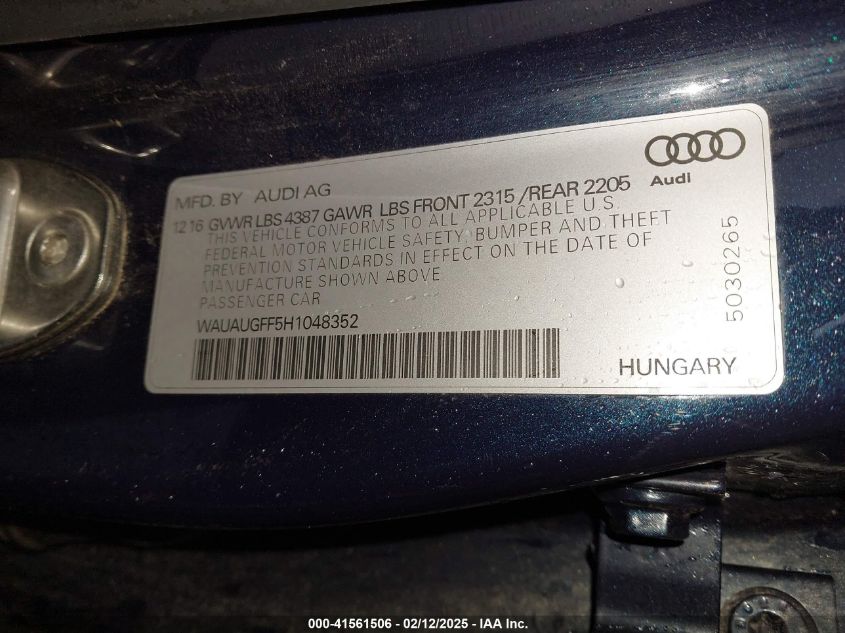 MFD. BY AUDI AG
12 16 GVWR LBS 4387 GAWR LBS FRONT 2315 /REAR 2205
THIS VEHICLE CONFORMS TO ALL APPLICABLE U.S.
FEDERAL MOTOR VEHICLE SAFETY, BUMPER AND THEFT
PREVENTION STANDARDS IN EFFECT ON THE DATE OF
MANUFACTURE SHOWN ABOVE
PASSENGER CAR
WAUAUGFF5H1048352
Audi
5030265
HUNGARY
000-41561506 - 02/12/2025 - IAA Inc.